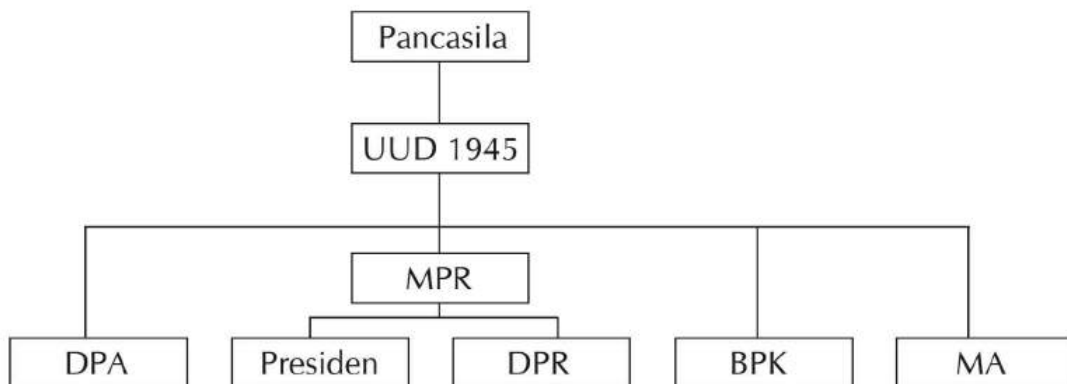 Pancasila
UUD 1945
MPR
DPA
Presiden
DPR
BPK
MA